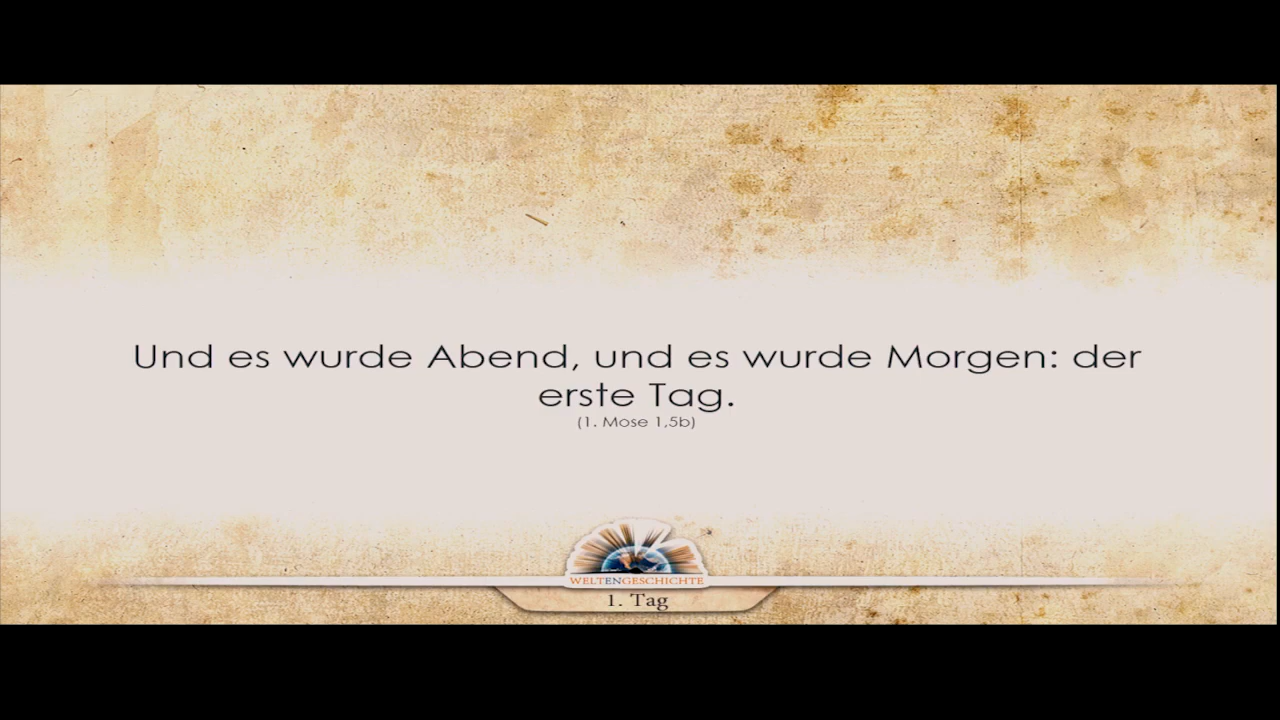 Und es wurde Abend, und es wurde Morgen: der
erste Tag.
(1. Mose 1,5b)
WELTENGESCHICHTE
1. Tag